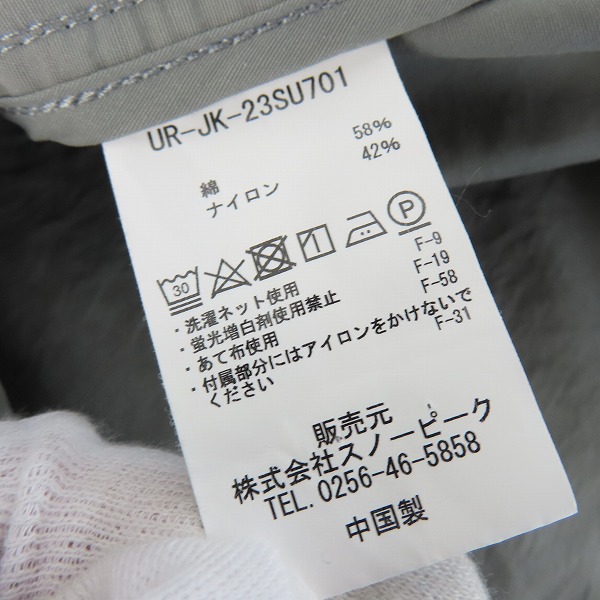 UR-JK-23SU701
綿 58%
ナイロン 42%
30
P
・洗濯ネット使用 F-9
・蛍光増白剤使用禁止 F-19
・あて布使用 F-58
・付属部分にはアイロンをかけないで F-31
ください
販売元
株式会社スノーピーク
TEL. 0256-46-5858
中国製